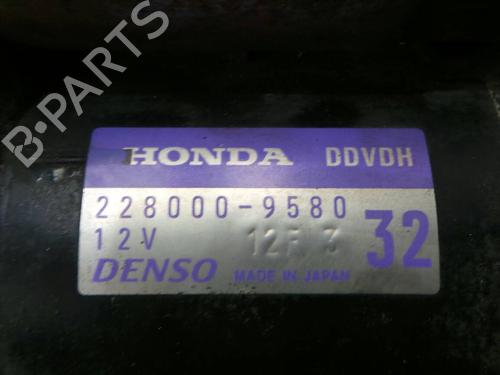 B-PARTS
HONDA DDVDH
228000-9580
12V 12F 3 32
DENSO MADE IN JAPAN